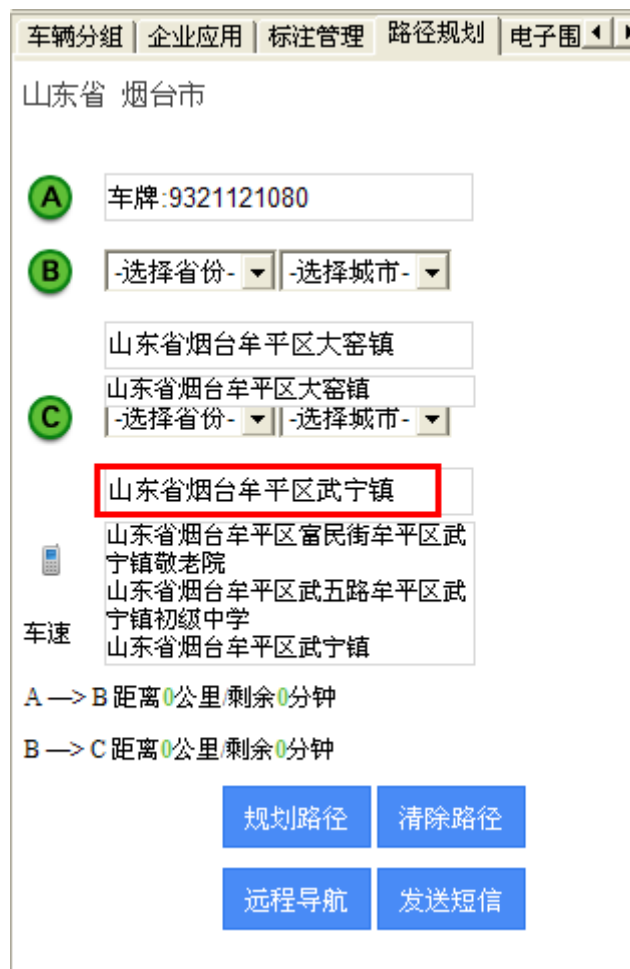 车辆分组 企业应用 标注管理 路径规划 电子围
山东省 烟台市
A 车牌:9321121080
B -选择省份- -选择城市-
山东省烟台牟平区大窑镇
山东省烟台牟平区大窑镇
C -选择省份- -选择城市-
山东省烟台牟平区武宁镇
山东省烟台牟平区富民街牟平区武
宁镇敬老院
山东省烟台牟平区武五路牟平区武
宁镇初级中学
车速
山东省烟台牟平区武宁镇
A —> B 距离0公里/剩余0分钟
B —> C 距离0公里/剩余0分钟
规划路径 清除路径
远程导航 发送短信